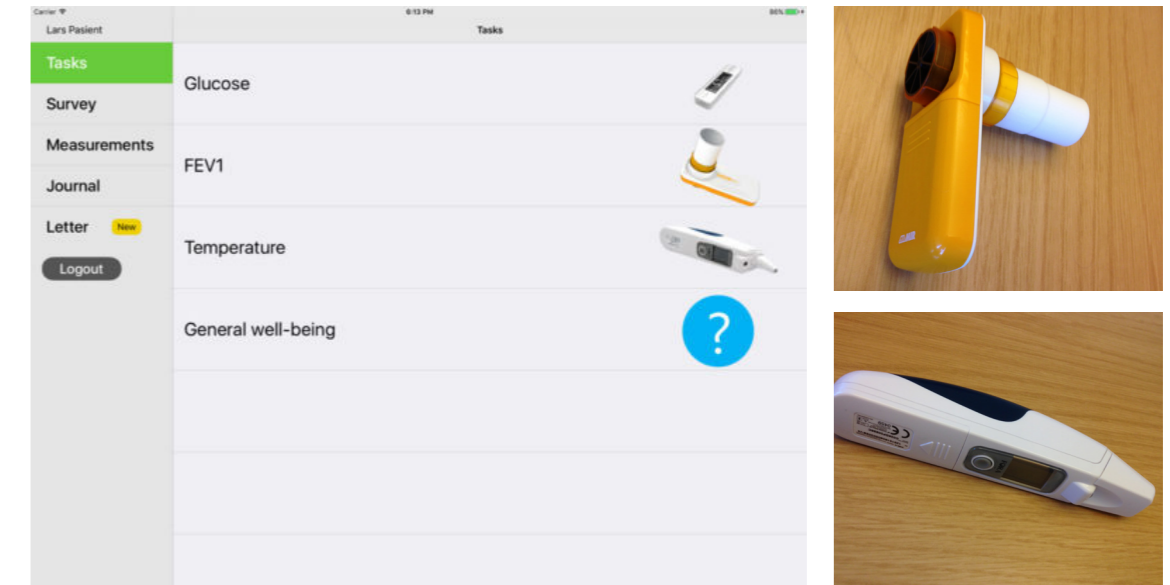 Carrier
6:13 PM
86%
Lars Pasient
Tasks
Tasks
Survey
Measurements
Journal
Letter New
Logout
Glucose
FEV1
Temperature
General well-being
?